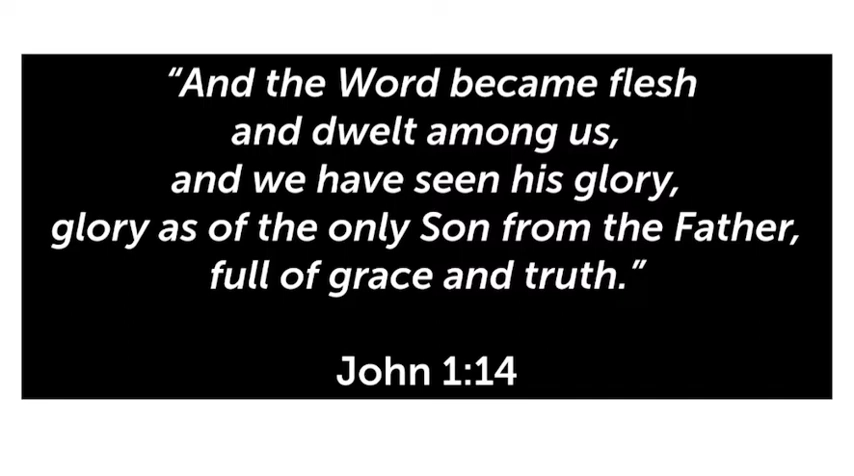 “And the Word became flesh
and dwelt among us,
and we have seen his glory,
glory as of the only Son from the Father,
full of grace and truth.”
John 1:14